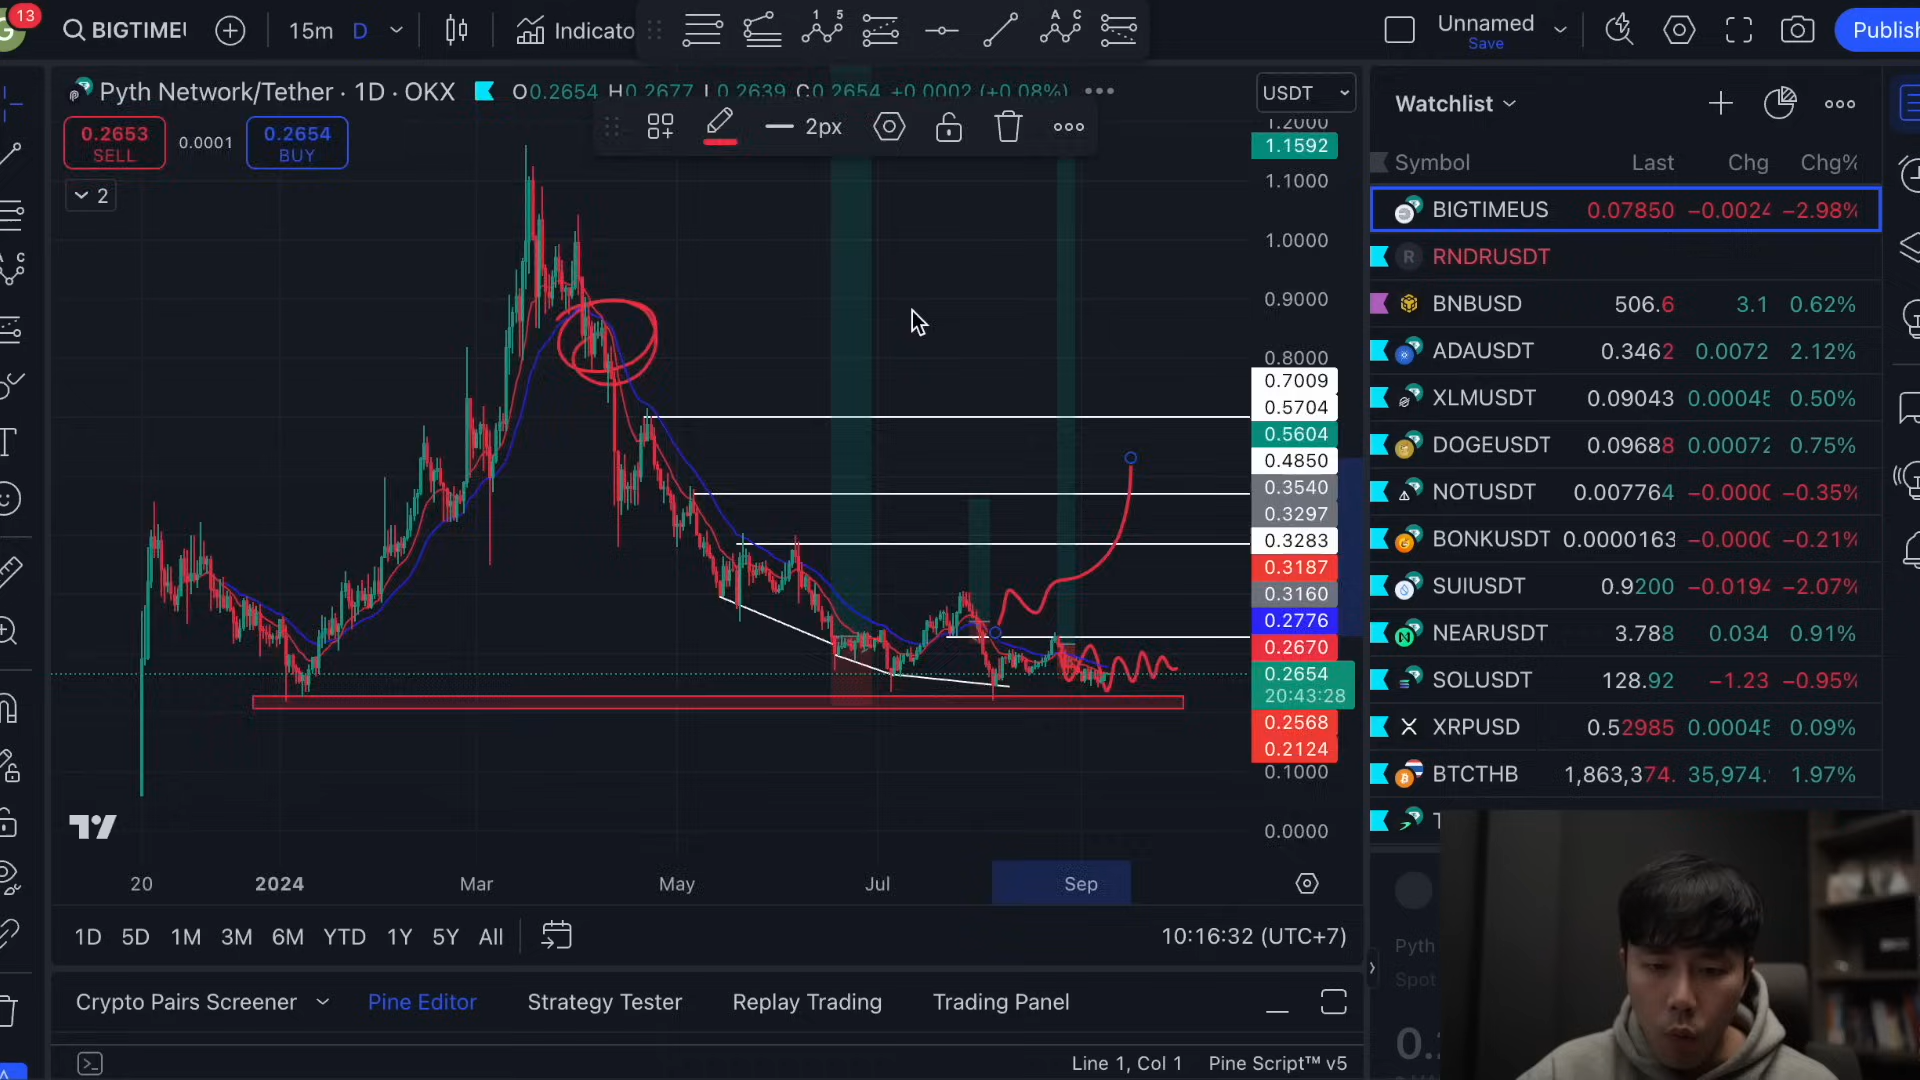 13
BIGTIMEU
15m
D
Indicato
Unnamed
Save
Publish
Pyth Network/Tether · 1D · OKX
O0.2654 H0.2677 L0.2639 C0.2654 +0.0002 (+0.08%)
USDT
2px
0.2653
SELL
0.0001
0.2654
BUY
2
1.2000
1.1592
1.1000
1.0000
0.9000
0.8000
0.7009
0.5704
0.5604
0.4850
0.3540
0.3297
0.3283
0.3187
0.3160
0.2776
0.2670
0.2654
20:43:28
0.2568
0.2124
0.1000
0.0000
20
2024
Mar
May
Jul
Sep
1D 5D 1M 3M 6M YTD 1Y 5Y All
10:16:32 (UTC+7)
Crypto Pairs Screener
Pine Editor
Strategy Tester
Replay Trading
Trading Panel
Line 1, Col 1
Pine Script™ v5
Watchlist
Symbol Last Chg Chg%
BIGTIMEUS 0.07850 −0.0024 −2.98%
RNDRUSDT
BNBUSD 506.6 3.1 0.62%
ADAUSDT 0.3462 0.0072 2.12%
XLMUSDT 0.09043 0.00045 0.50%
DOGEUSDT 0.09688 0.00072 0.75%
NOTUSDT 0.007764 −0.0000 −0.35%
BONKUSDT 0.0000163 −0.0000 −0.21%
SUIUSDT 0.9200 −0.0194 −2.07%
NEARUSDT 3.788 0.034 0.91%
SOLUSDT 128.92 −1.23 −0.95%
XRPUSD 0.52985 0.00045 0.09%
BTCTHB 1,863,374. 35,974. 1.97%
Pyth
Spot